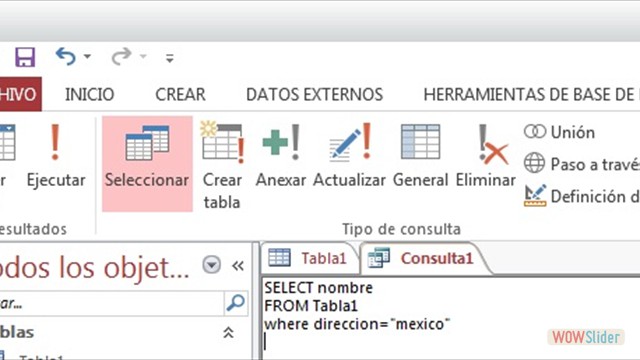 HIVO INICIO CREAR DATOS EXTERNOS HERRAMIENTAS DE BASE DE
r Ejecutar Seleccionar Crear tabla Anexar Actualizar General Eliminar
Unión
Paso a travé
Definición d
esultados Tipo de consulta
odos los objet...
Tabla1 Consulta1
SELECT nombre
FROM Tabla1
where direccion="mexico"
car...
blas
Tabla1
WOWSlider